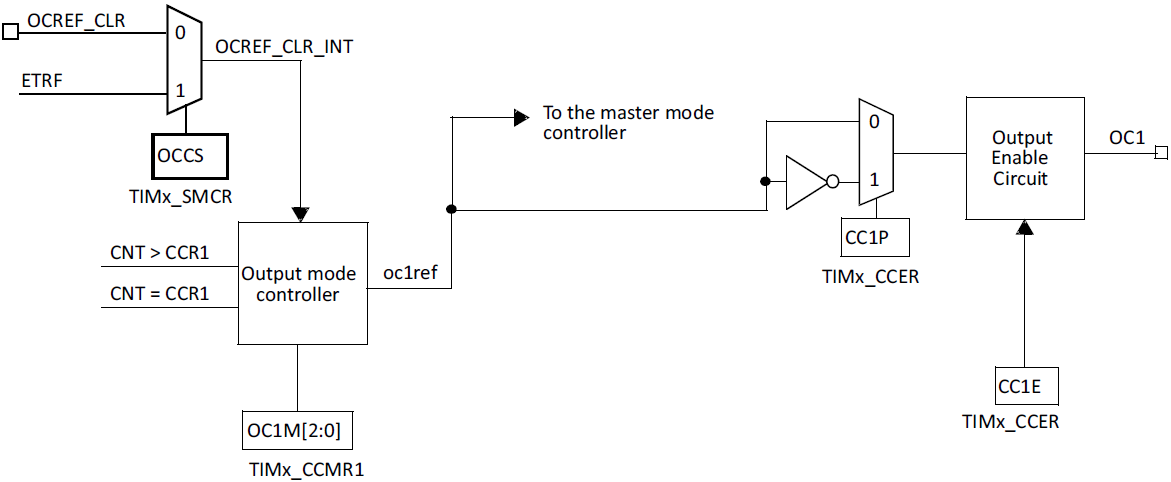 OCREF_CLR
0
OCREF_CLR_INT
ETRF
1
OCCS
TIMx_SMCR
To the master mode
controller
0
1
CC1P
TIMx_CCER
Output
Enable
Circuit
OC1
CNT > CCR1
CNT = CCR1
Output mode
controller
oc1ref
CC1E
TIMx_CCER
OC1M[2:0]
TIMx_CCMR1